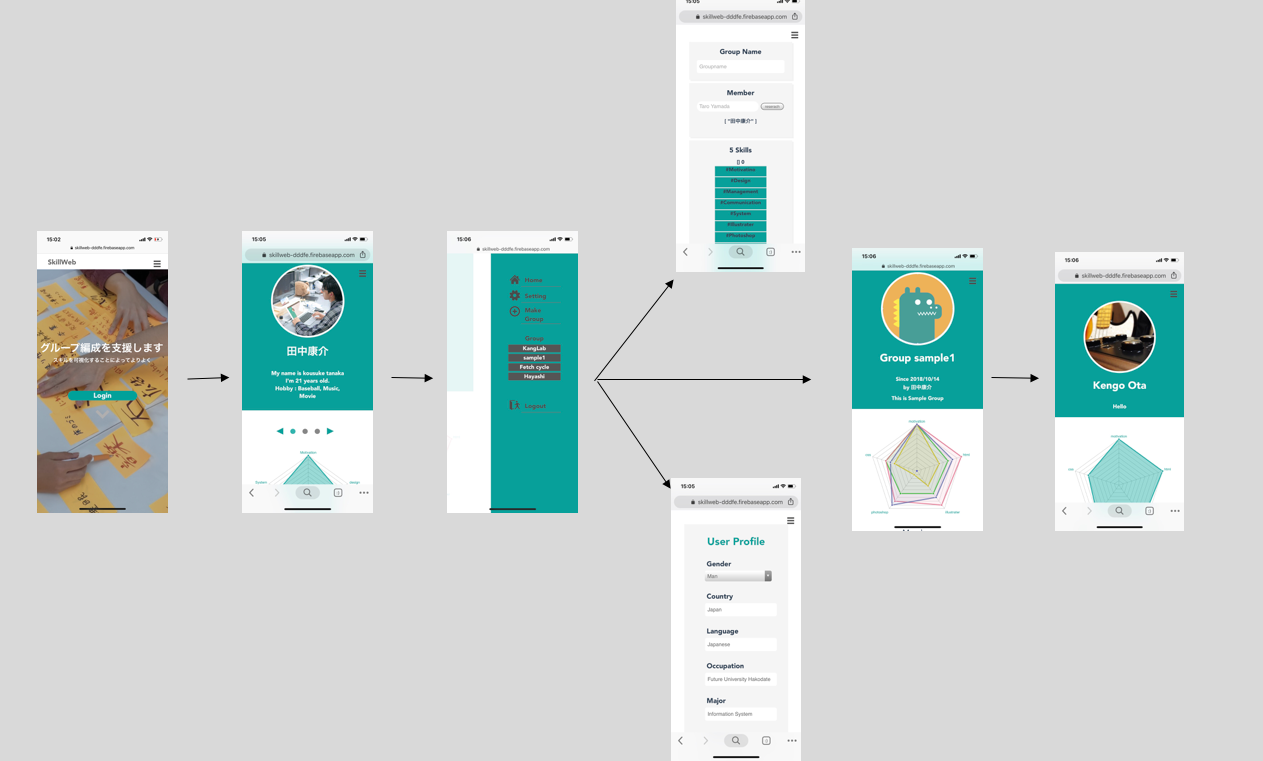 15:02
skillweb-dddfe.firebaseapp.com
SkillWeb
グループ編成を支援します
スキルを可視化することによってよりよく
Login
15:05
skillweb-dddfe.firebaseapp.com
田中康介
My name is kousuke tanaka
I'm 21 years old.
Hobby : Baseball, Music,
Movie
Motivation
System
design
15:06
skillweb-dddfe.firebaseapp.com
Home
Setting
Make
Group
Group
KangLab
sample1
Fetch cycle
Hayashi
Logout
15:05
skillweb-dddfe.firebaseapp.com
Group Name
Groupname
Member
Taro Yamada
[ "田中康介" ]
5 Skills
[] 0
#Motivation
#Design
#Management
#Communication
#System
#Illustrator
#Photoshop
15:05
skillweb-dddfe.firebaseapp.com
User Profile
Gender
Man
Country
Japan
Language
Japanese
Occupation
Future University Hakodate
Major
Information System
15:06
skillweb-dddfe.firebaseapp.com
Group sample1
Since 2018/10/14
by 田中康介
This is Sample Group
motivation
html
photoshop
illustrator
15:06
skillweb-dddfe.firebaseapp.com
Kengo Ota
Hello
motivation
html